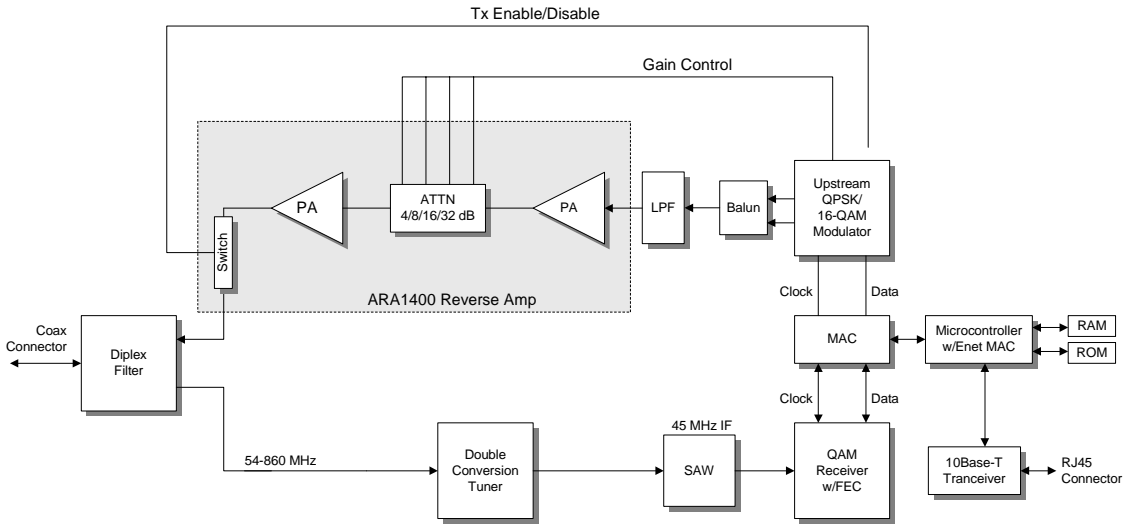 Tx Enable/Disable
Gain Control
PA
ATTN
4/8/16/32 dB
PA
LPF
Balun
Upstream
QPSK/
16-QAM
Modulator
Switch
ARA1400 Reverse Amp
Clock
Data
Coax
Connector
Diplex
Filter
MAC
Microcontroller
w/Enet MAC
RAM
ROM
Clock
Data
54-860 MHz
Double
Conversion
Tuner
45 MHz IF
SAW
QAM
Receiver
w/FEC
10Base-T
Tranceiver
RJ45
Connector